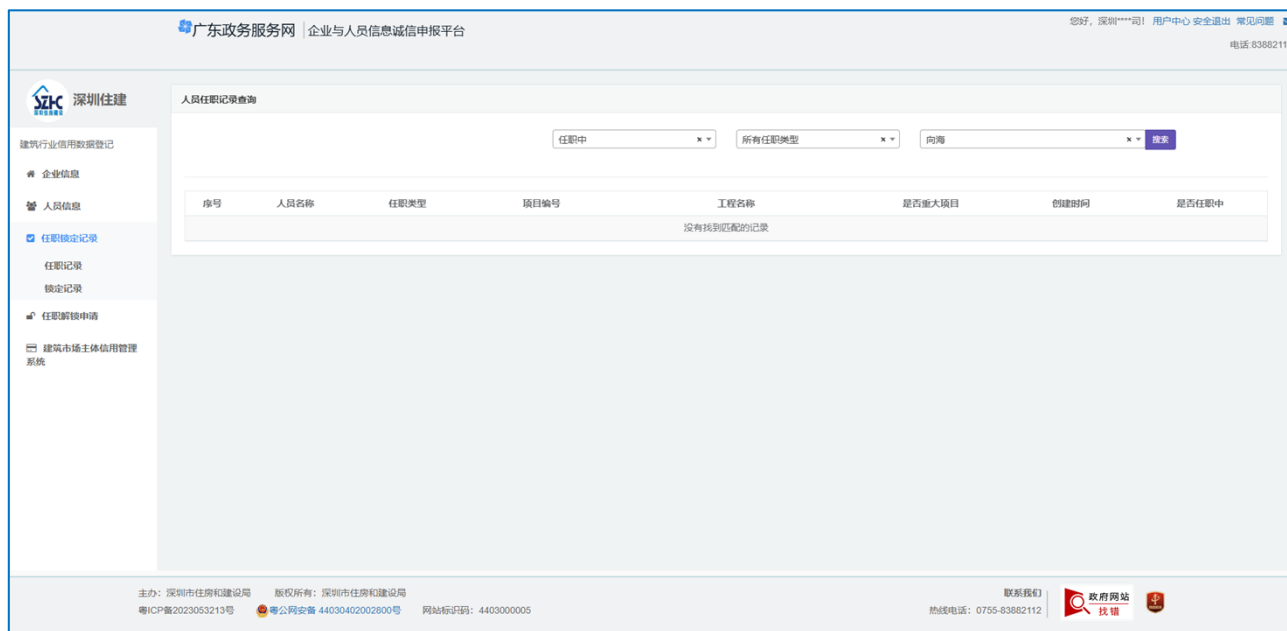 广东政务服务网 企业与人员信息诚信申报平台
您好，深圳****司！ 用户中心 安全退出 常见问题
电话:8388211
深圳住建
建筑行业信用数据登记
企业信息
人员信息
任职锁定记录
任职记录
锁定记录
任职解锁申请
建筑市场主体信用管理
系统
人员任职记录查询
任职中 × 所有任职类型 × 向海 × 搜索
序号 人员名称 任职类型 项目编号 工程名称 是否重大项目 创建时间 是否任职中
没有找到匹配的记录
主办：深圳市住房和建设局 版权所有：深圳市住房和建设局
粤ICP备2023053213号 粤公网安备 44030402002800号 网站标识码：4403000005
联系我们
热线电话：0755-83882112
政府网站
找错